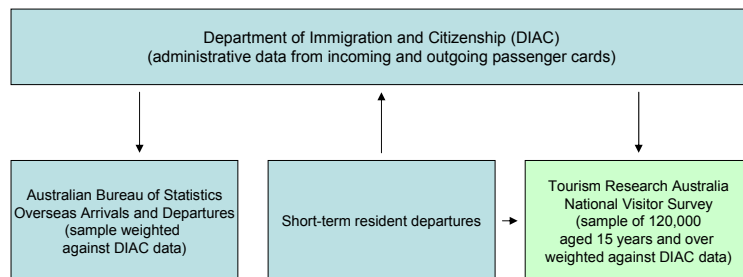 Department of Immigration and Citizenship (DIAC)
(administrative data from incoming and outgoing passenger cards)
Australian Bureau of Statistics
Overseas Arrivals and Departures
(sample weighted
against DIAC data)
Short-term resident departures
Tourism Research Australia
National Visitor Survey
(sample of 120,000
aged 15 years and over
weighted against DIAC data)